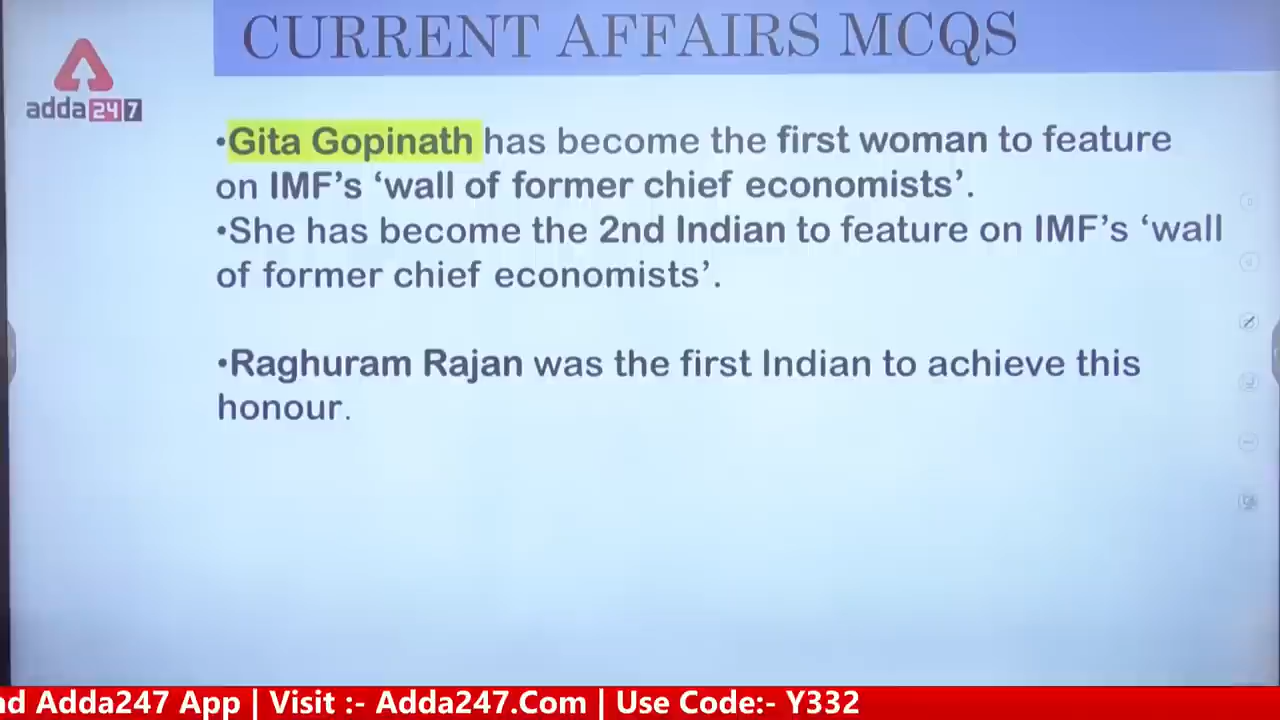 CURRENT AFFAIRS MCQS
adda247
•Gita Gopinath has become the first woman to feature
on IMF’s ‘wall of former chief economists’.
•She has become the 2nd Indian to feature on IMF’s ‘wall
of former chief economists’.
•Raghuram Rajan was the first Indian to achieve this
honour.
nd Adda247 App | Visit :- Adda247.Com | Use Code:- Y332